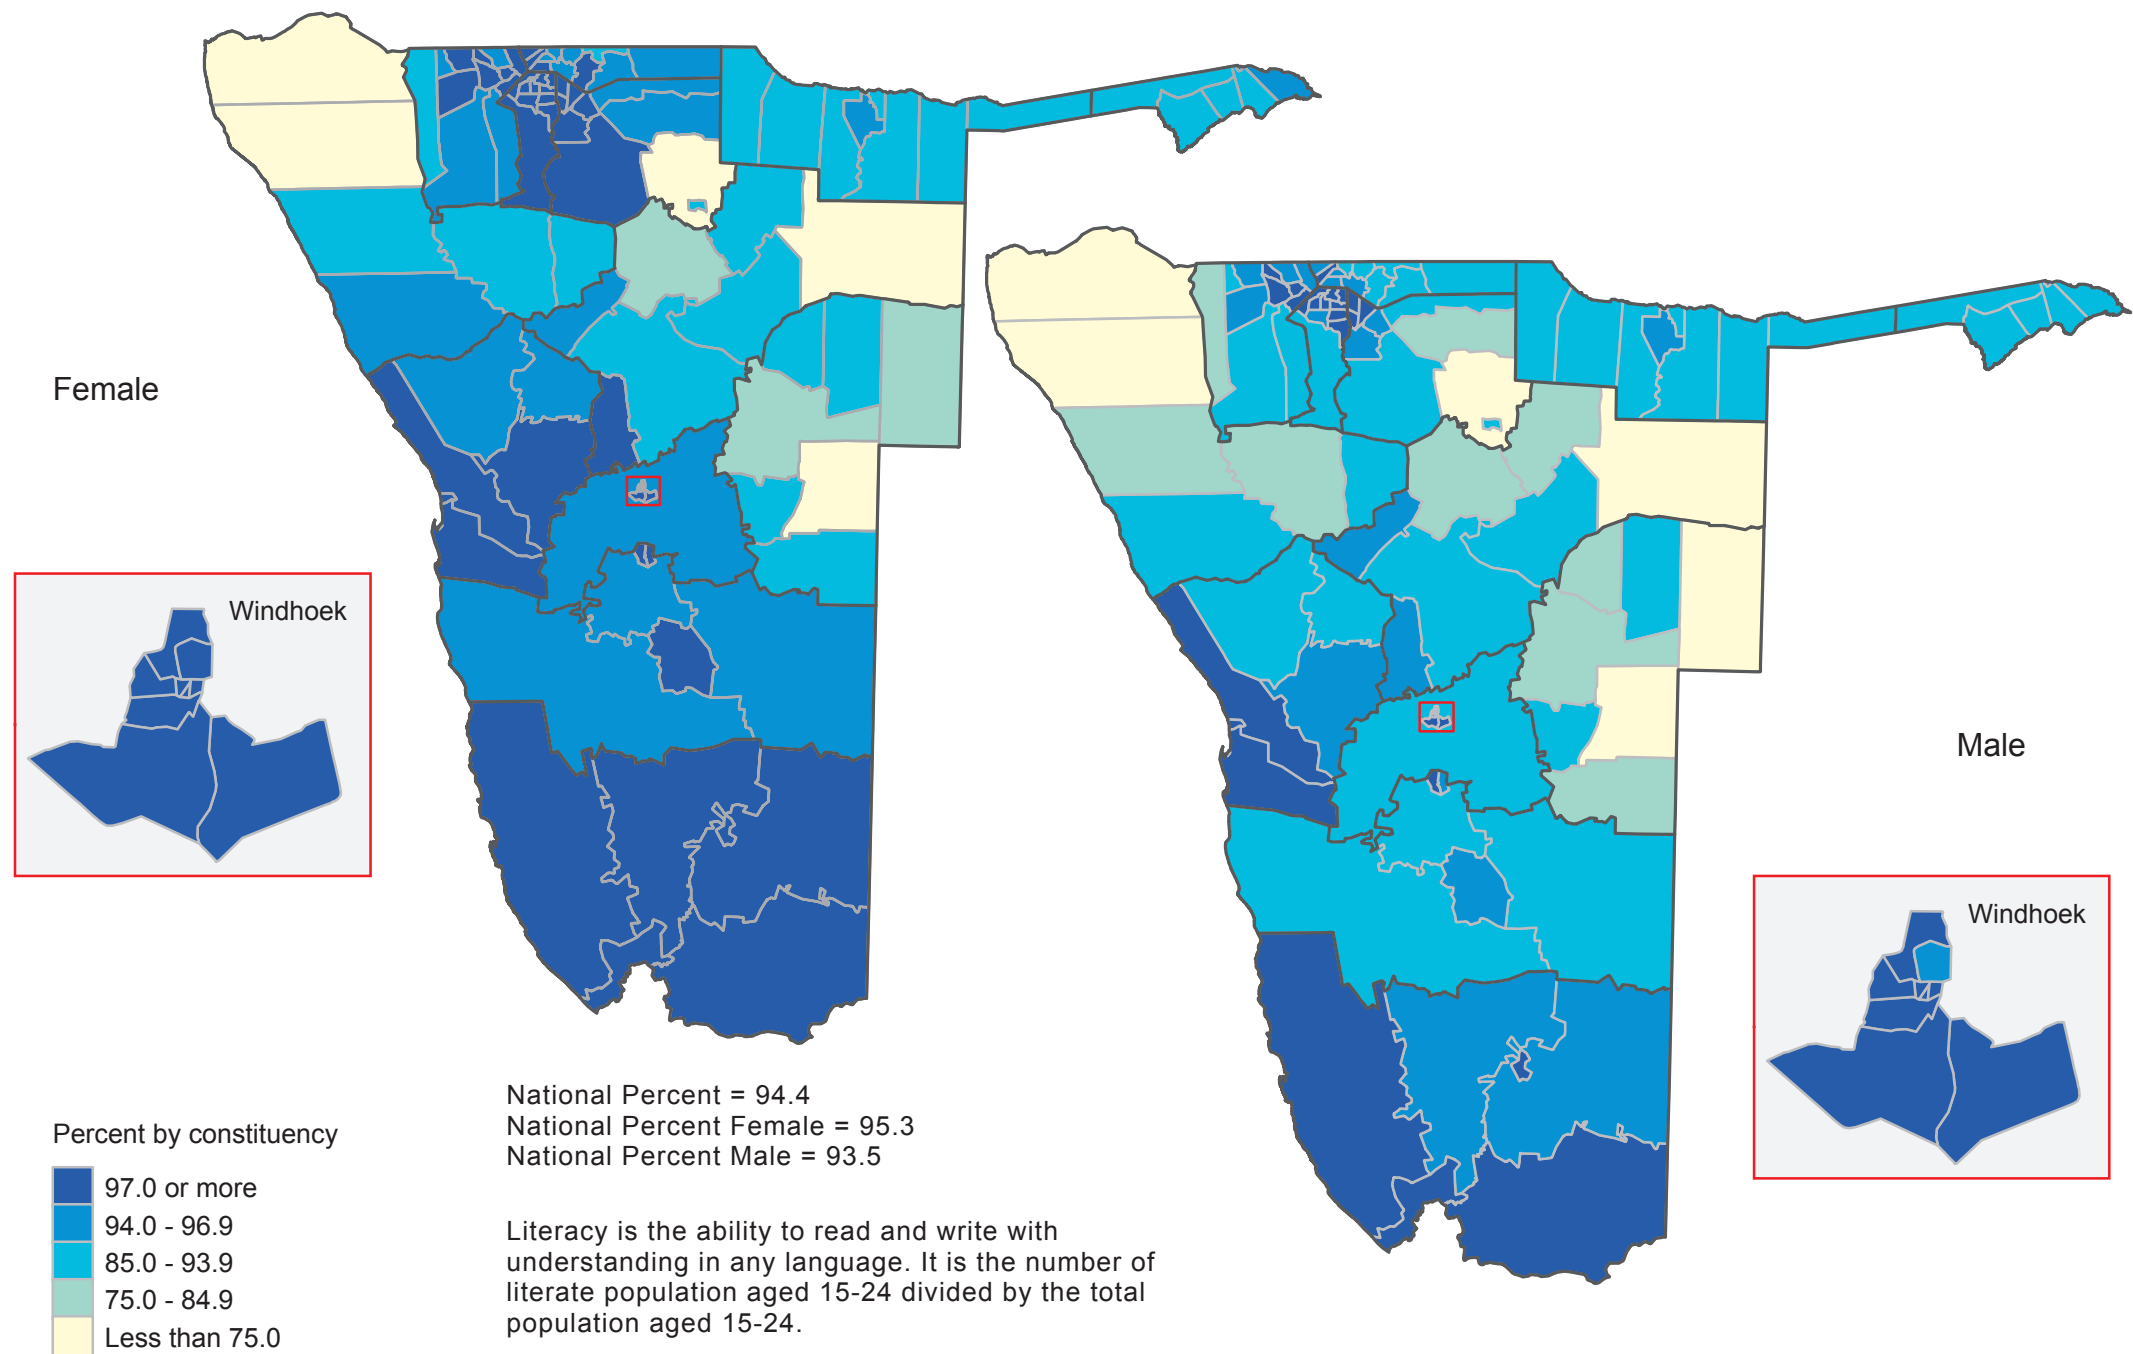 Female
Windhoek
Male
Windhoek
National Percent = 94.4
National Percent Female = 95.3
National Percent Male = 93.5
Percent by constituency
97.0 or more
94.0 - 96.9
85.0 - 93.9
75.0 - 84.9
Less than 75.0
Literacy is the ability to read and write with
understanding in any language. It is the number of
literate population aged 15-24 divided by the total
population aged 15-24.